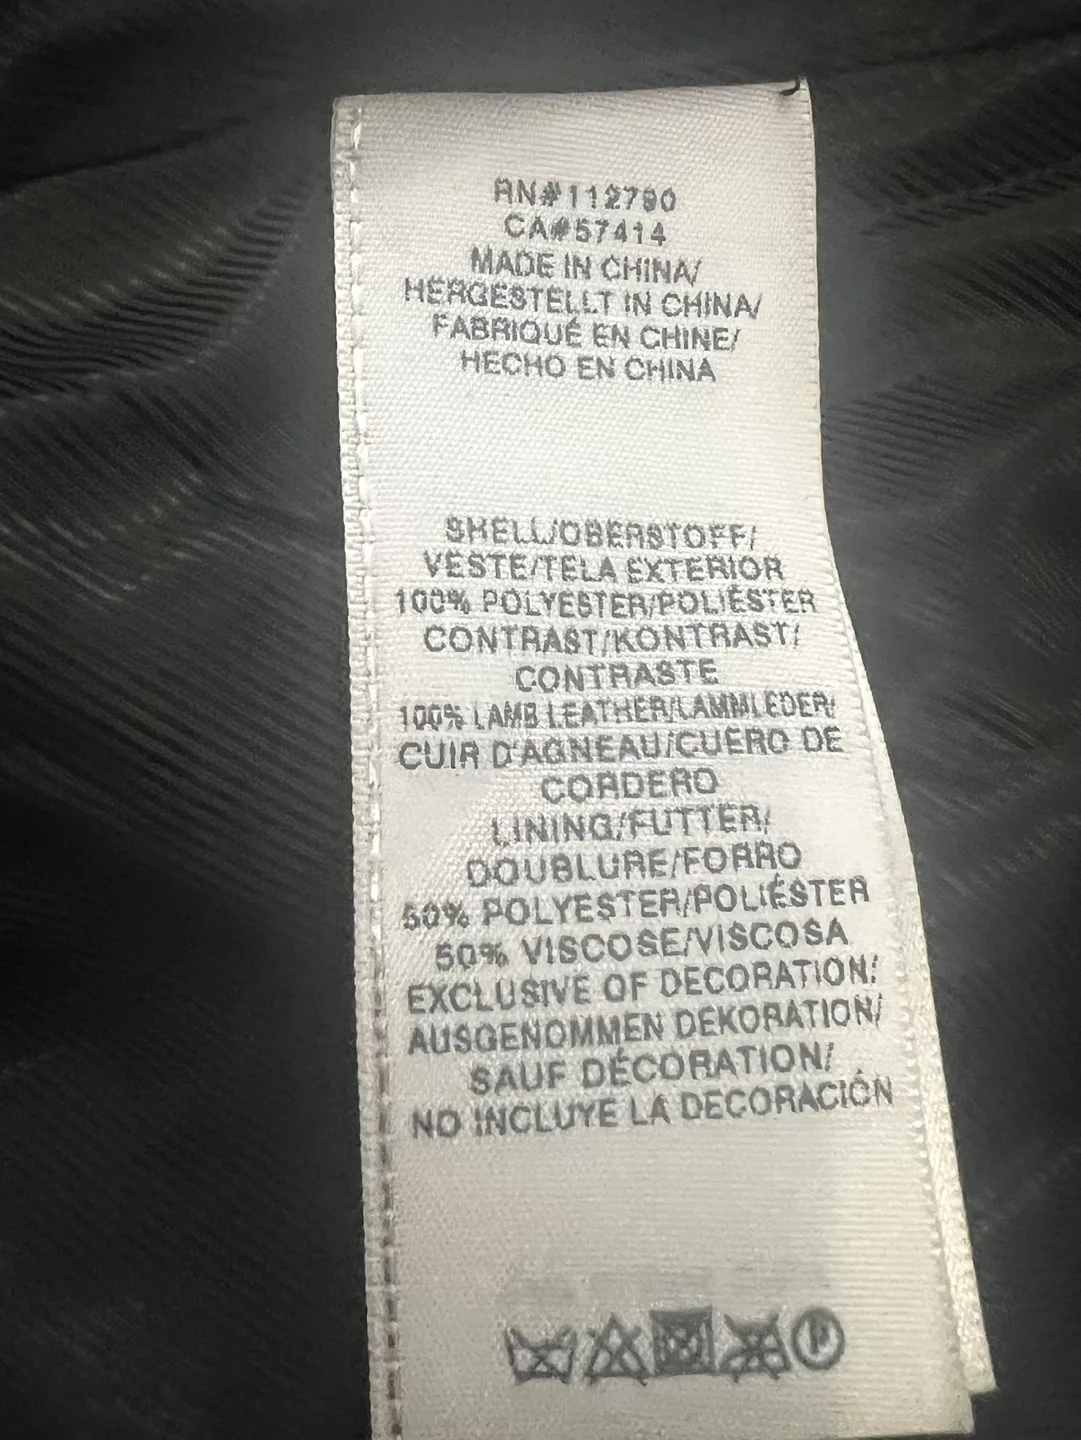 RN#112790
CA#57414
MADE IN CHINA/
HERGESTELLT IN CHINA/
FABRIQUÉ EN CHINE/
HECHO EN CHINA
SHELL/OBERSTOFF/
VESTE/TELA EXTERIOR
100% POLYESTER/POLIÉSTER
CONTRAST/KONTRAST/
CONTRASTE
100% LAMB LEATHER/LAMMLEDER/
CUIR D'AGNEAU/CUERO DE
CORDERO
LINING/FUTTER/
DOUBLURE/FORRO
50% POLYESTER/POLIÉSTER
50% VISCOSE/VISCOSA
EXCLUSIVE OF DECORATION/
AUSGENOMMEN DEKORATION/
SAUF DÉCORATION/
NO INCLUYE LA DECORACIÓN
P